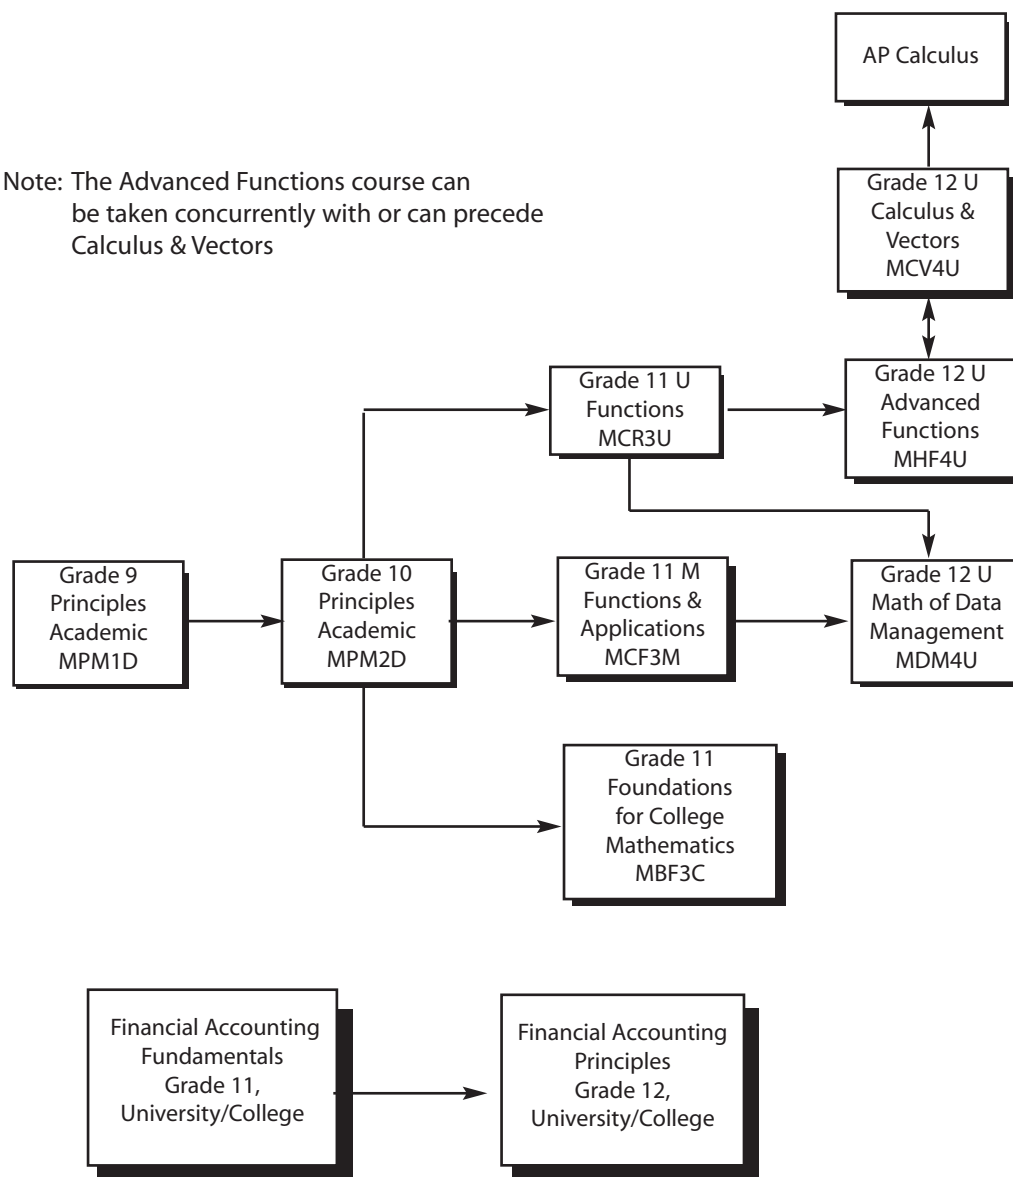 AP Calculus
Note: The Advanced Functions course can
be taken concurrently with or can precede
Calculus & Vectors
Grade 12 U
Calculus &
Vectors
MCV4U
Grade 11 U
Functions
MCR3U
Grade 12 U
Advanced
Functions
MHF4U
Grade 9
Principles
Academic
MPM1D
Grade 10
Principles
Academic
MPM2D
Grade 11 M
Functions &
Applications
MCF3M
Grade 12 U
Math of Data
Management
MDM4U
Grade 11
Foundations
for College
Mathematics
MBF3C
Financial Accounting
Fundamentals
Grade 11,
University/College
Financial Accounting
Principles
Grade 12,
University/College